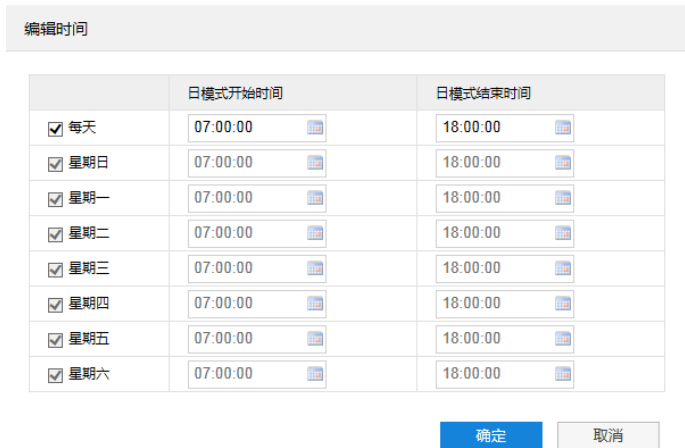 编辑时间
日模式开始时间 日模式结束时间
每天 07:00:00 18:00:00
星期日 07:00:00 18:00:00
星期一 07:00:00 18:00:00
星期二 07:00:00 18:00:00
星期三 07:00:00 18:00:00
星期四 07:00:00 18:00:00
星期五 07:00:00 18:00:00
星期六 07:00:00 18:00:00
确定 取消